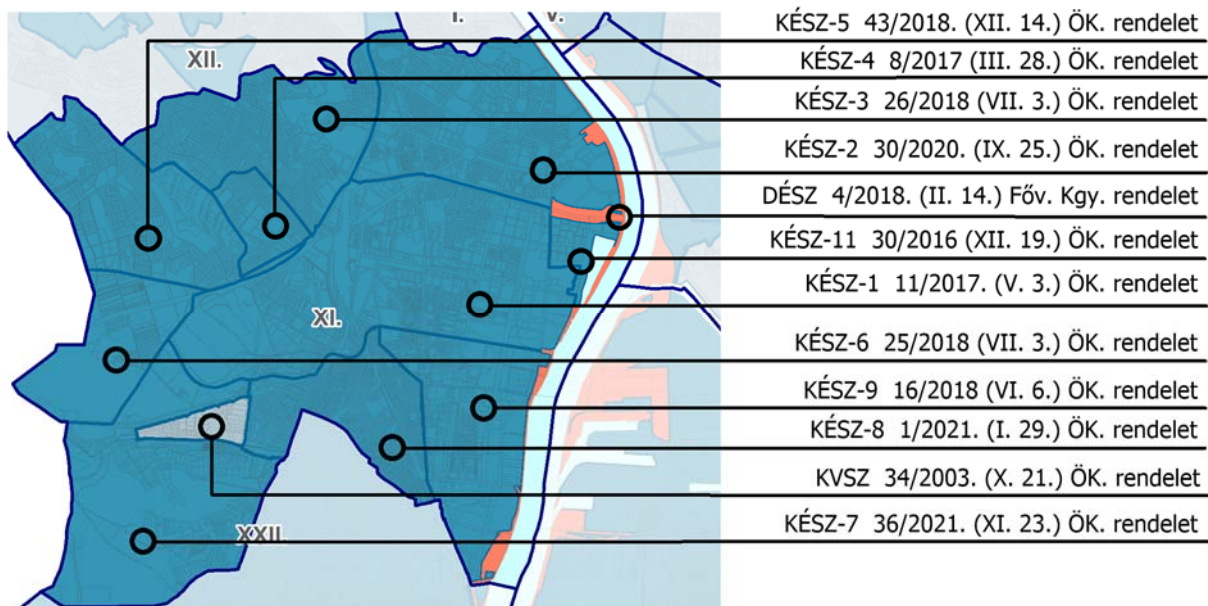 I.
V.
XII.
KÉSZ-5 43/2018. (XII. 14.) ÖK. rendelet
KÉSZ-4 8/2017 (III. 28.) ÖK. rendelet
KÉSZ-3 26/2018 (VII. 3.) ÖK. rendelet
KÉSZ-2 30/2020. (IX. 25.) ÖK. rendelet
DÉSZ 4/2018. (II. 14.) Főv. Kgy. rendelet
KÉSZ-11 30/2016 (XII. 19.) ÖK. rendelet
KÉSZ-1 11/2017. (V. 3.) ÖK. rendelet
XI.
KÉSZ-6 25/2018 (VII. 3.) ÖK. rendelet
KÉSZ-9 16/2018 (VI. 6.) ÖK. rendelet
KÉSZ-8 1/2021. (I. 29.) ÖK. rendelet
KVSZ 34/2003. (X. 21.) ÖK. rendelet
KÉSZ-7 36/2021. (XI. 23.) ÖK. rendelet
XXII.